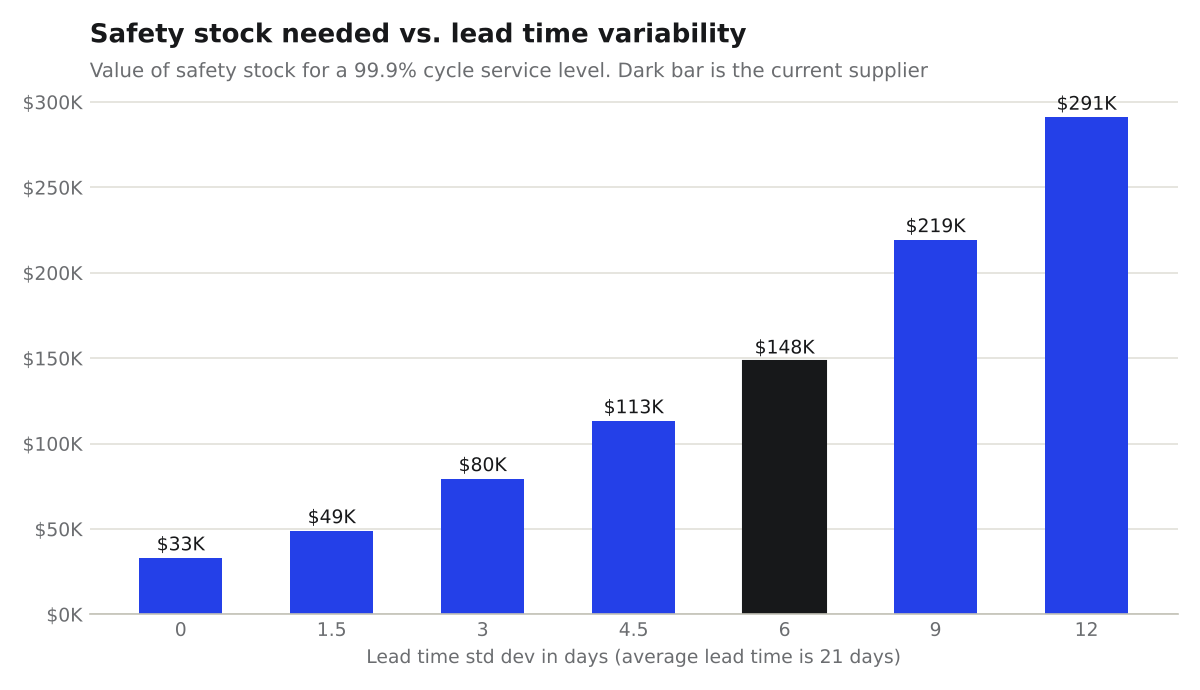 Safety stock needed vs. lead time variability
Value of safety stock for a 99.9% cycle service level. Dark bar is the current supplier
$300K
$250K
$200K
$150K
$100K
$50K
$0K
$33K
$49K
$80K
$113K
$148K
$219K
$291K
0
1.5
3
4.5
6
9
12
Lead time std dev in days (average lead time is 21 days)